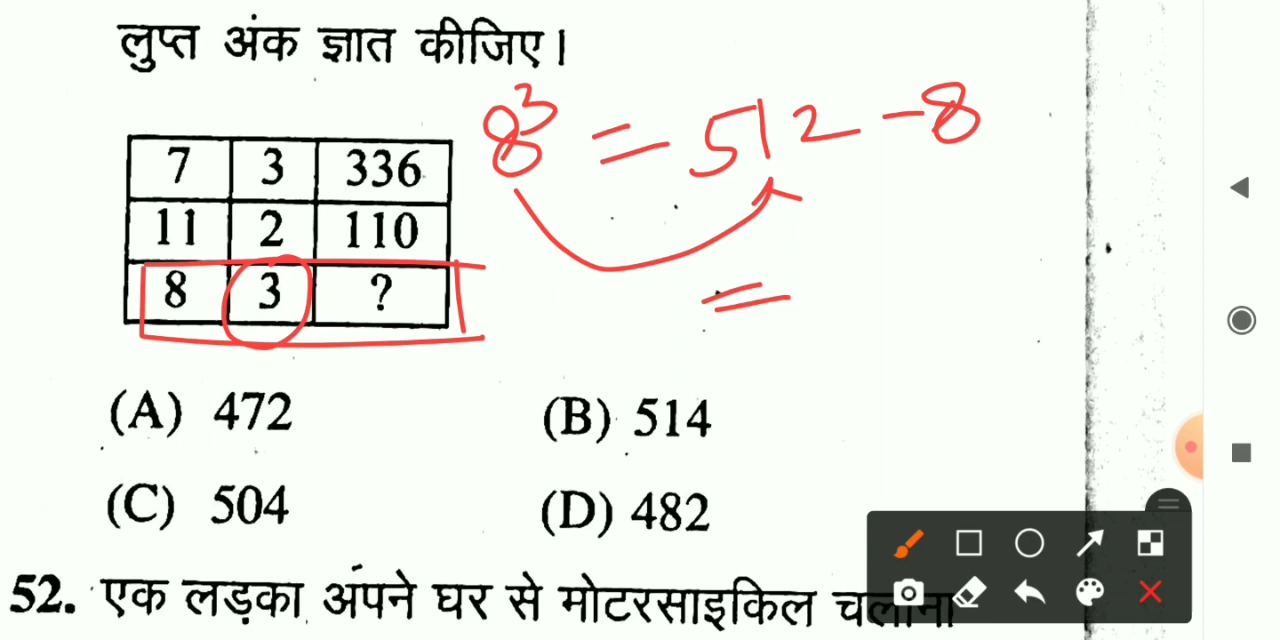 लुप्त अंक ज्ञात कीजिए।
8³ = 512 - 8
7 3 336
11 2 110
8 3 ?
=
(A) 472 (B) 514
(C) 504 (D) 482
52. एक लड़का अपने घर से मोटरसाइकिल चलाना